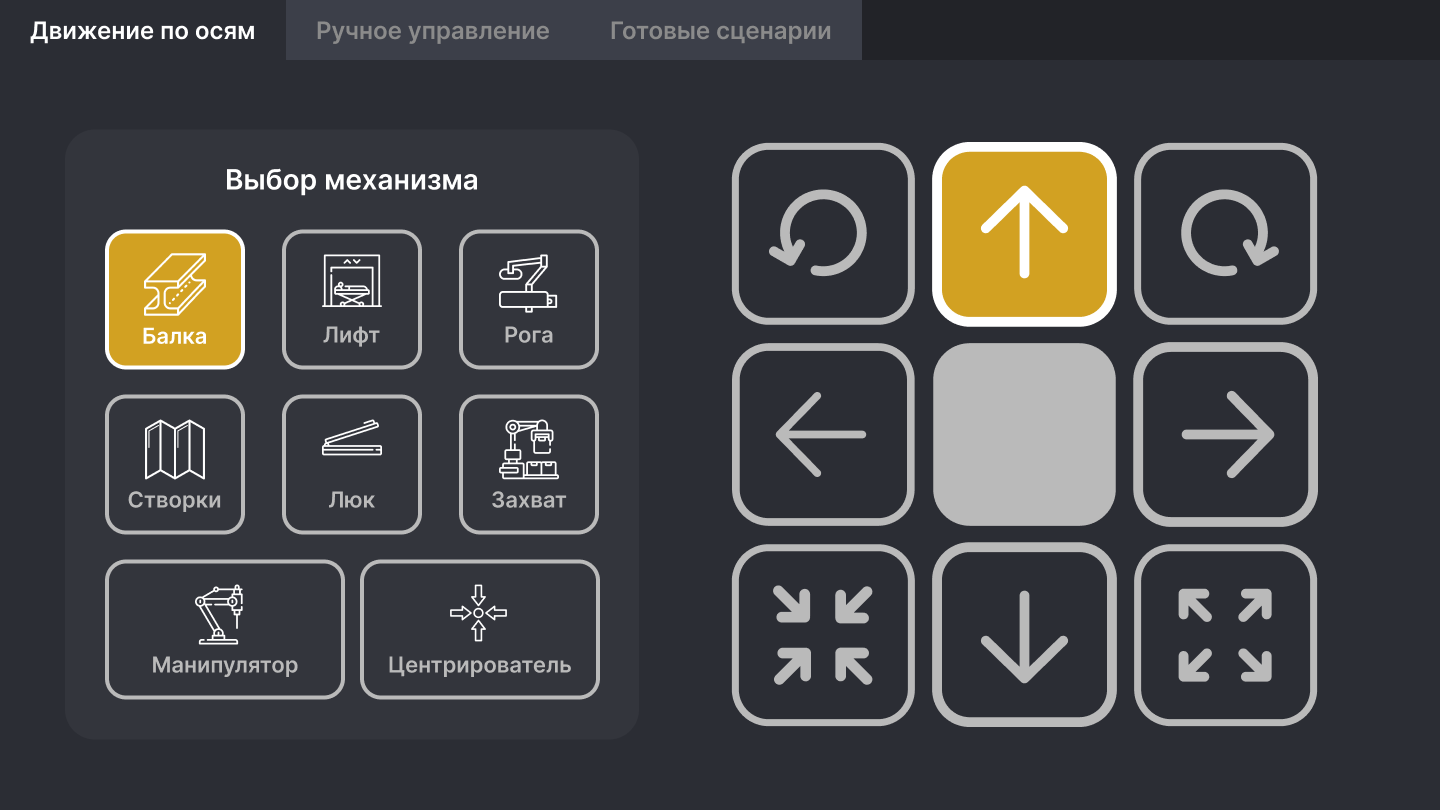 Движение по осям
Ручное управление
Готовые сценарии
Выбор механизма
Балка
Лифт
Рога
Створки
Люк
Захват
Манипулятор
Центрирователь